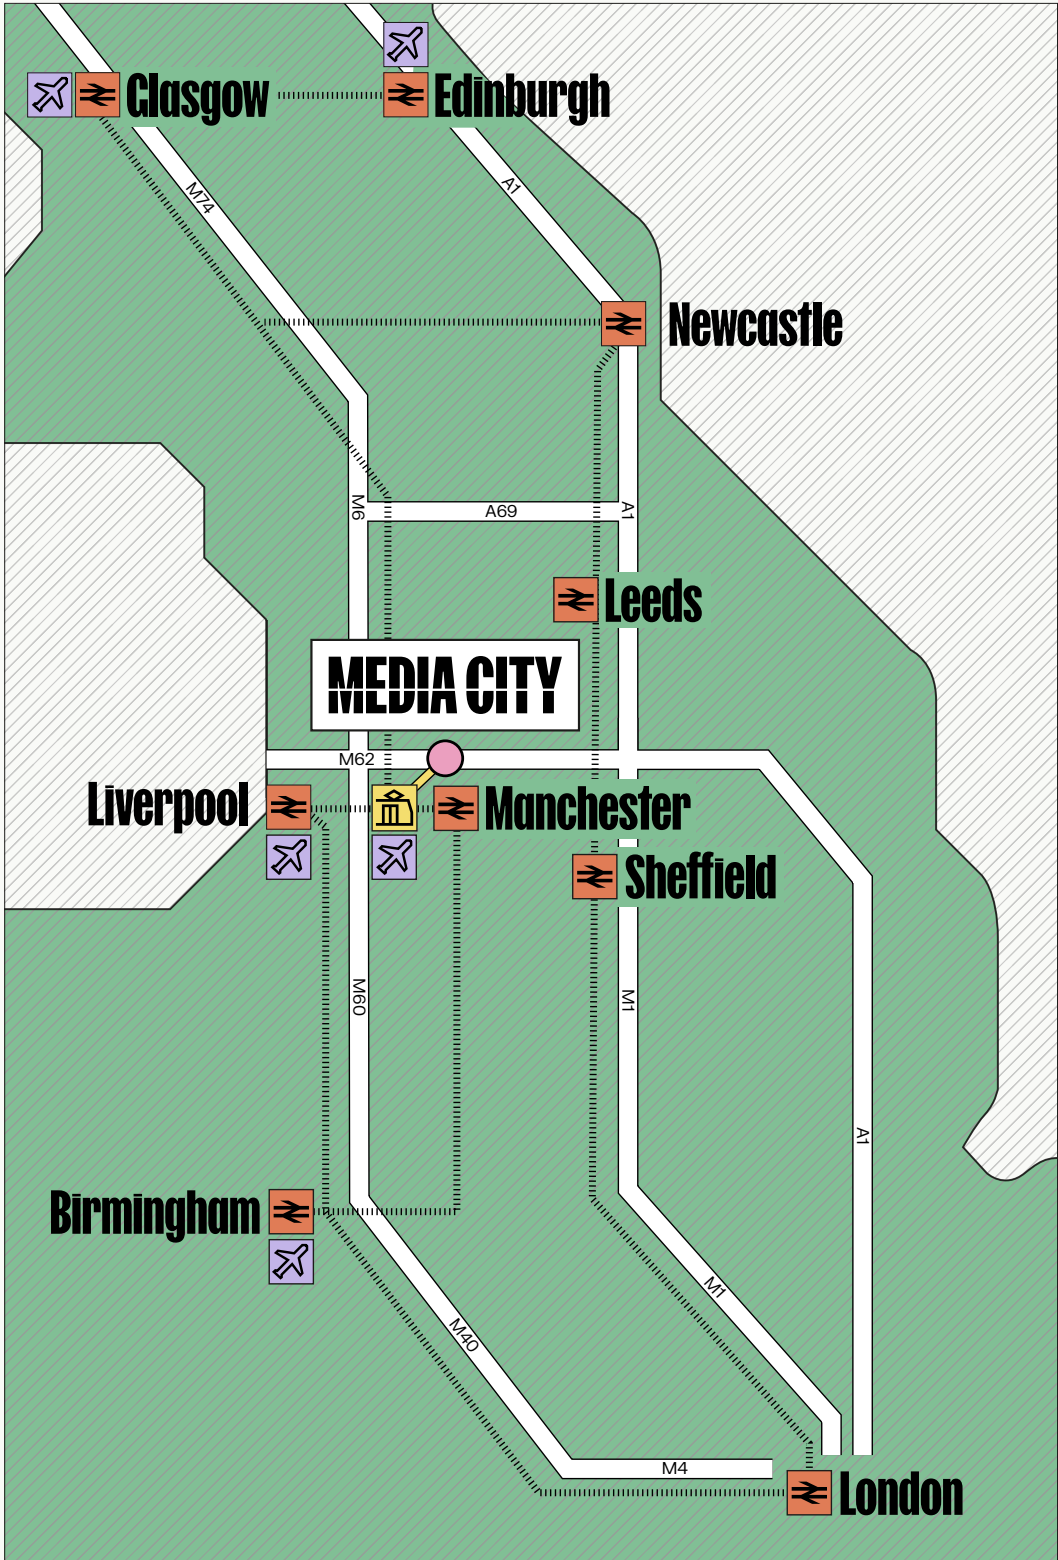 Glasgow
Edinburgh
M74
A1
Newcastle
M6
A69
A1
Leeds
MEDIA CITY
M62
Liverpool
Manchester
Sheffield
M60
M1
A1
Birmingham
M1
M40
M4
London